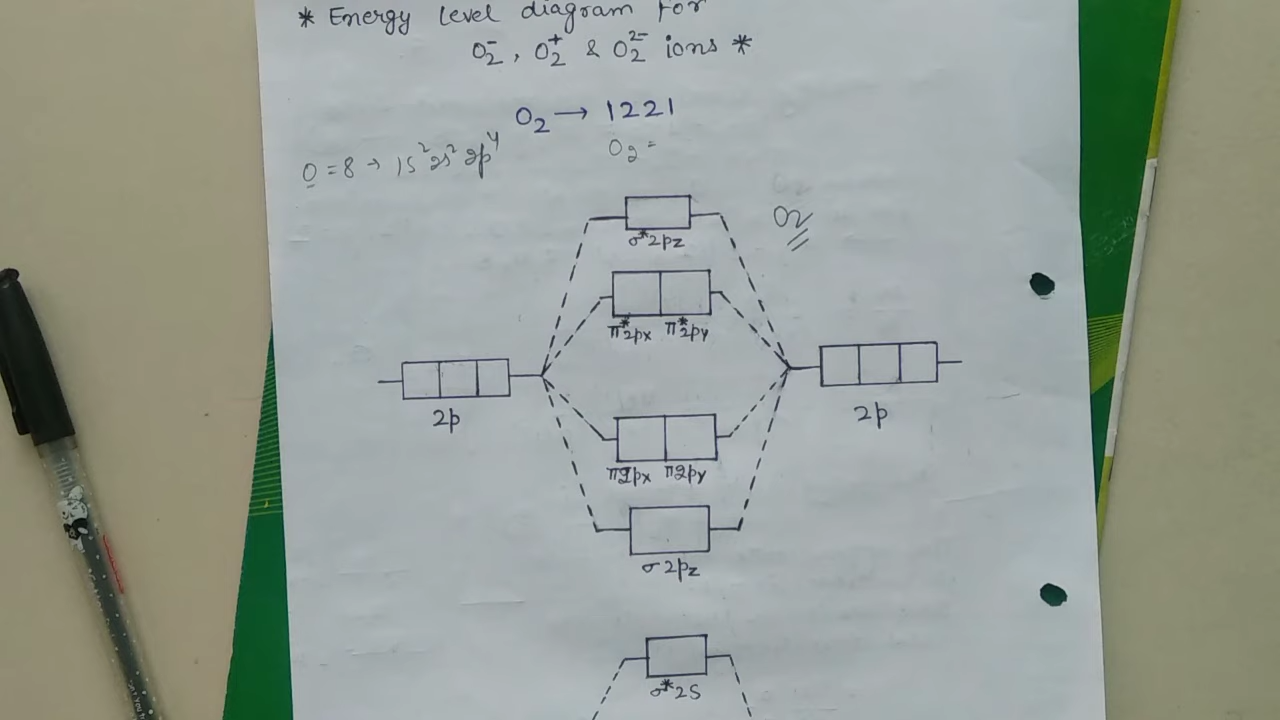 * Energy level diagram for
O₂⁻, O₂⁺ & O₂²⁻ ions *
O₂ → 1221
O₂ =
O = 8 → 1s² 2s² 2p⁴
O₂
σ*2pz
π*2px π*2py
2p
2p
π2px π2py
σ2pz
σ*2s